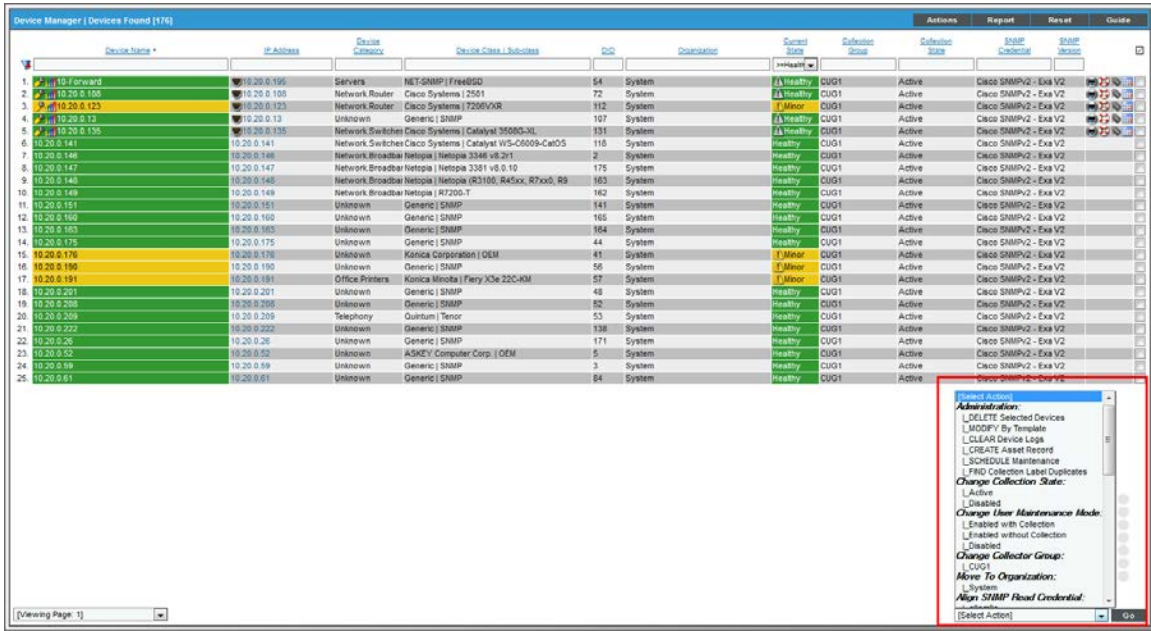 Device Manager | Devices Found [176]
Actions Report Reset Guide
Device Name IP Address Device Category Device Class | Sub-class DID Organization Current State Collection Group Collection State SNMP Credential SNMP Version
>=Health
1. 10-Forward 10.20.0.195 Servers NET-SNMP | FreeBSD 54 System Healthy CUG1 Active Cisco SNMPv2 - Exa V2
2. 10.20.0.108 10.20.0.108 Network.Router Cisco Systems | 2501 72 System Healthy CUG1 Active Cisco SNMPv2 - Exa V2
3. 10.20.0.123 10.20.0.123 Network.Router Cisco Systems | 7206VXR 112 System Minor CUG1 Active Cisco SNMPv2 - Exa V2
4. 10.20.0.13 10.20.0.13 Unknown Generic | SNMP 107 System Healthy CUG1 Active Cisco SNMPv2 - Exa V2
5. 10.20.0.135 10.20.0.135 Network.Switches Cisco Systems | Catalyst 3508G-XL 131 System Healthy CUG1 Active Cisco SNMPv2 - Exa V2
6. 10.20.0.141 10.20.0.141 Network.Switches Cisco Systems | Catalyst WS-C6009-CatOS 118 System Healthy CUG1 Active Cisco SNMPv2 - Exa V2
7. 10.20.0.146 10.20.0.146 Network.Broadbar Netopia | Netopia 3346 v8.2r1 2 System Healthy CUG1 Active Cisco SNMPv2 - Exa V2
8. 10.20.0.147 10.20.0.147 Network.Broadbar Netopia | Netopia 3381 v8.0.10 175 System Healthy CUG1 Active Cisco SNMPv2 - Exa V2
9. 10.20.0.148 10.20.0.148 Network.Broadbar Netopia | Netopia (R3100, R45xx, R7xx0, R9 163 System Healthy CUG1 Active Cisco SNMPv2 - Exa V2
10. 10.20.0.149 10.20.0.149 Network.Broadbar Netopia | R7200-T 162 System Healthy CUG1 Active Cisco SNMPv2 - Exa V2
11. 10.20.0.151 10.20.0.151 Unknown Generic | SNMP 141 System Healthy CUG1 Active Cisco SNMPv2 - Exa V2
12. 10.20.0.160 10.20.0.160 Unknown Generic | SNMP 165 System Healthy CUG1 Active Cisco SNMPv2 - Exa V2
13. 10.20.0.163 10.20.0.163 Unknown Generic | SNMP 164 System Healthy CUG1 Active Cisco SNMPv2 - Exa V2
14. 10.20.0.175 10.20.0.175 Unknown Generic | SNMP 44 System Healthy CUG1 Active Cisco SNMPv2 - Exa V2
15. 10.20.0.176 10.20.0.176 Unknown Konica Corporation | OEM 41 System Minor CUG1 Active Cisco SNMPv2 - Exa V2
16. 10.20.0.190 10.20.0.190 Unknown Generic | SNMP 56 System Minor CUG1 Active Cisco SNMPv2 - Exa V2
17. 10.20.0.191 10.20.0.191 Office.Printers Konica Minolta | Fiery X3e 22C-KM 57 System Minor CUG1 Active Cisco SNMPv2 - Exa V2
18. 10.20.0.201 10.20.0.201 Unknown Generic | SNMP 48 System Healthy CUG1 Active Cisco SNMPv2 - Exa V2
19. 10.20.0.208 10.20.0.208 Unknown Generic | SNMP 52 System Healthy CUG1 Active Cisco SNMPv2 - Exa V2
20. 10.20.0.209 10.20.0.209 Telephony Quintum | Tenor 53 System Healthy CUG1 Active Cisco SNMPv2 - Exa V2
21. 10.20.0.222 10.20.0.222 Unknown Generic | SNMP 138 System Healthy CUG1 Active Cisco SNMPv2 - Exa V2
22. 10.20.0.26 10.20.0.26 Unknown Generic | SNMP 171 System Healthy CUG1 Active Cisco SNMPv2 - Exa V2
23. 10.20.0.52 10.20.0.52 Unknown ASKEY Computer Corp. | OEM 5 System Healthy CUG1 Active Cisco SNMPv2 - Exa V2
24. 10.20.0.59 10.20.0.59 Unknown Generic | SNMP 3 System Healthy CUG1 Active Cisco SNMPv2 - Exa V2
25. 10.20.0.61 10.20.0.61 Unknown Generic | SNMP 84 System Healthy CUG1 Active Cisco SNMPv2 - Exa V2
[Select Action]
Administration:
|_DELETE Selected Devices
|_MODIFY By Template
|_CLEAR Device Logs
|_CREATE Asset Record
|_SCHEDULE Maintenance
|_FIND Collection Label Duplicates
Change Collection State:
|_Active
|_Disabled
Change User Maintenance Mode:
|_Enabled with Collection
|_Enabled without Collection
|_Disabled
Change Collector Group:
|_CUG1
Move To Organization:
|_System
Align SNMP Read Credential:
[Viewing Page: 1] [Select Action] Go